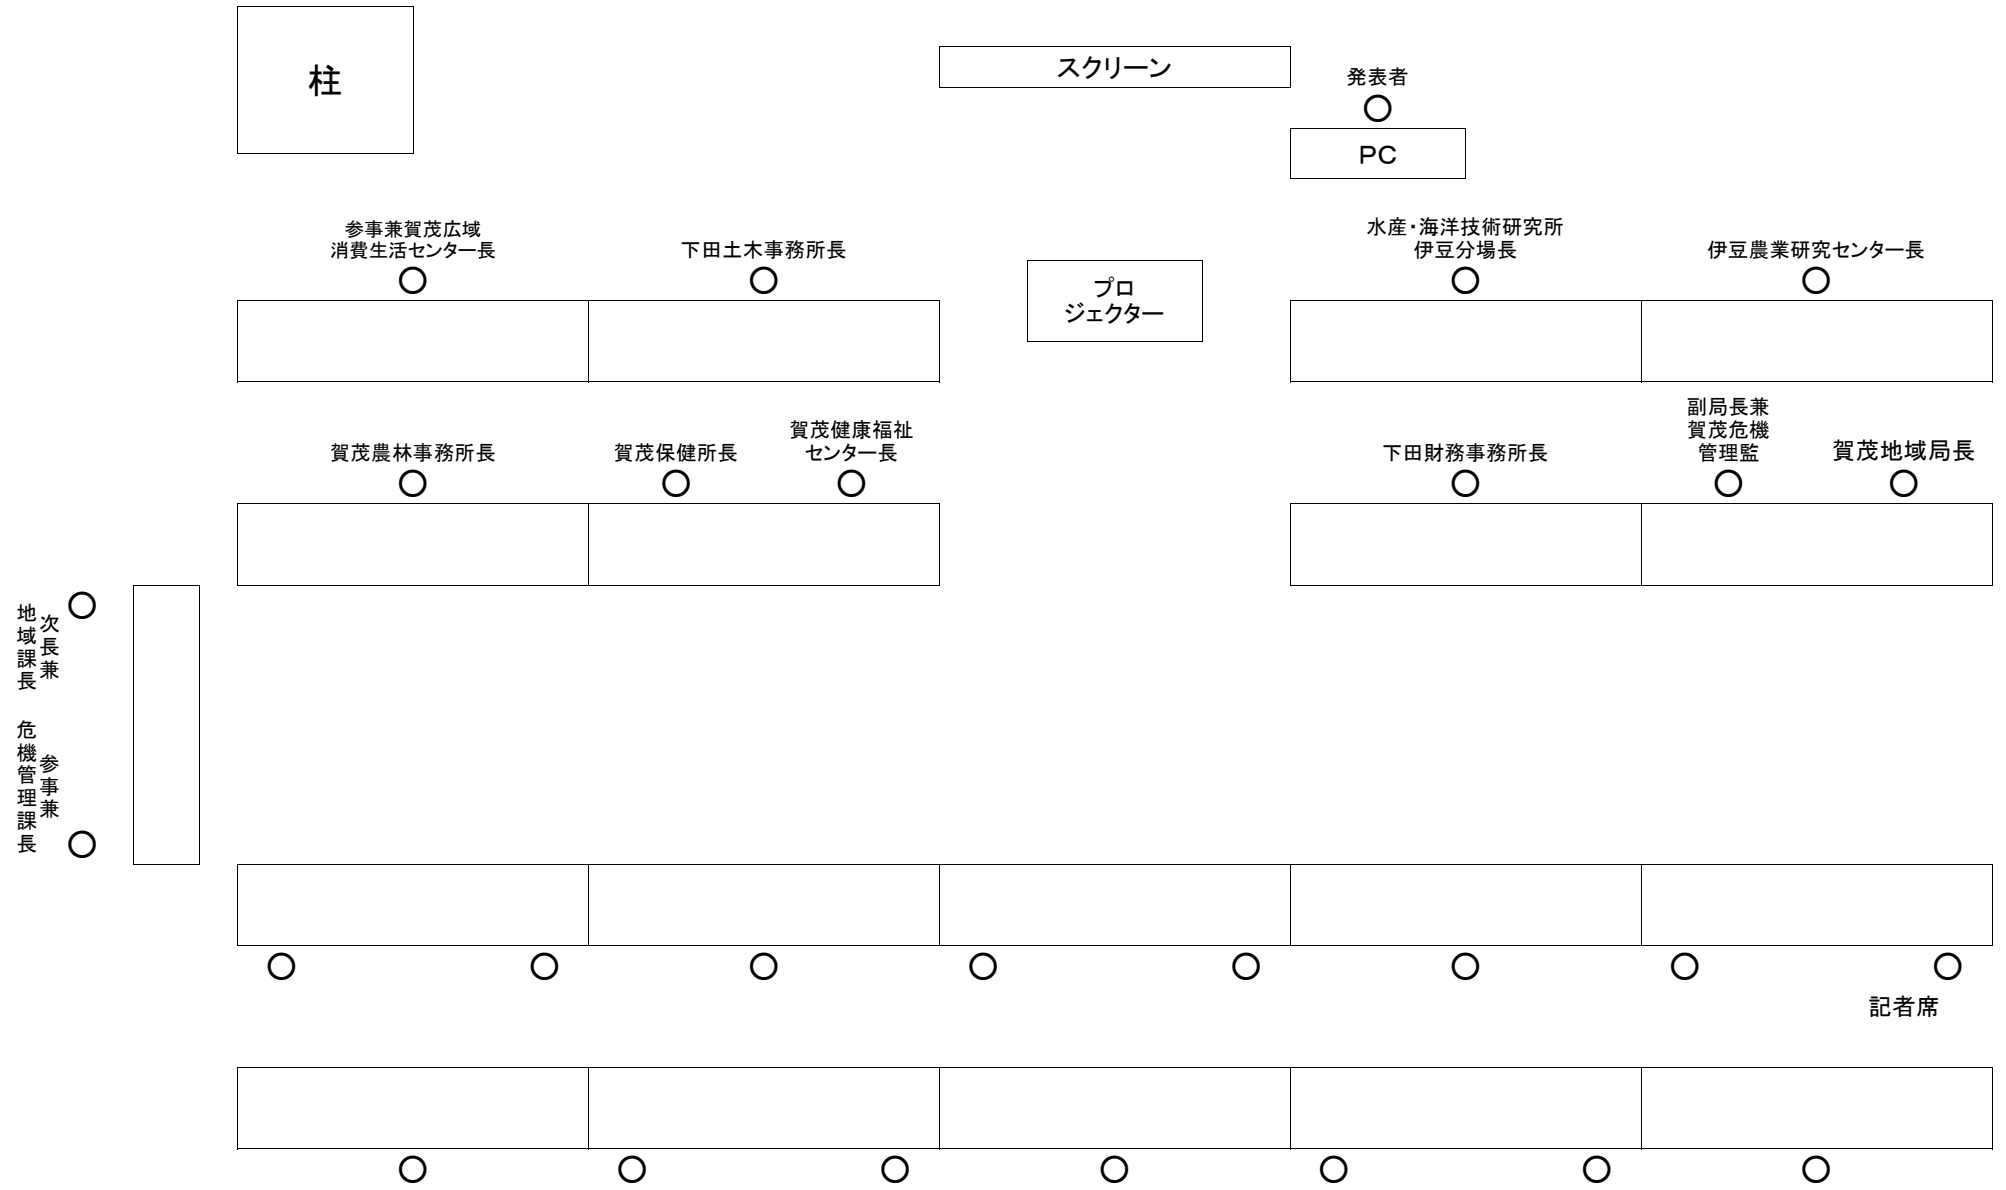 柱
スクリーン
発表者
PC
参事兼賀茂広域
消費生活センター長
下田土木事務所長
プロ
ジェクター
水産・海洋技術研究所
伊豆分場長
伊豆農業研究センター長
賀茂農林事務所長
賀茂保健所長
賀茂健康福祉
センター長
下田財務事務所長
副局長兼
賀茂危機
管理監
賀茂地域局長
次長兼
地域課長
参事兼
危機管理課長
記者席